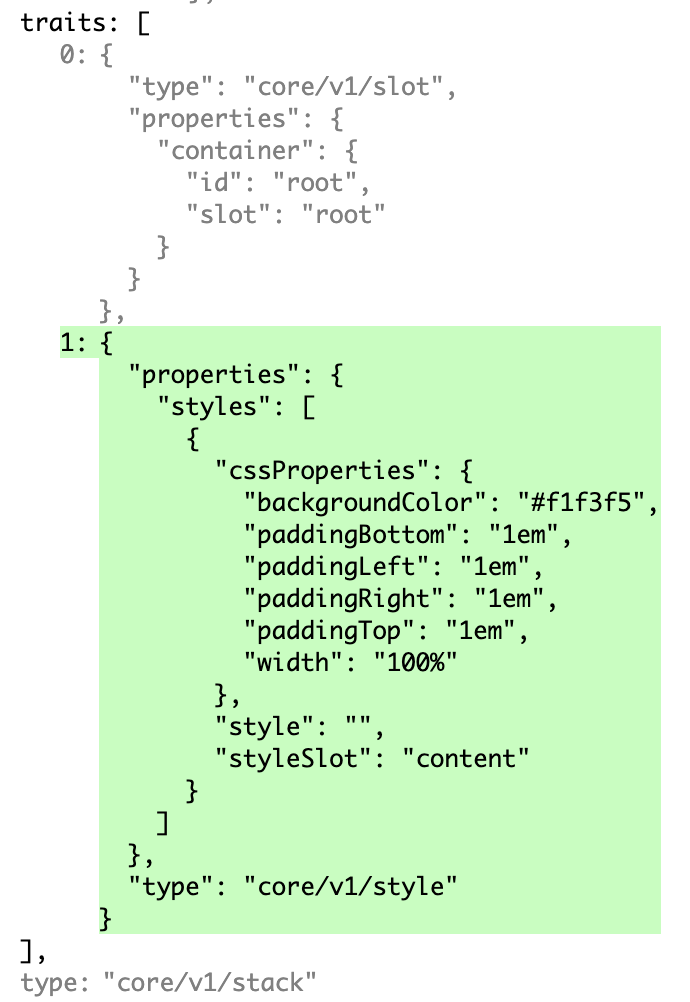 traits: [
0: {
"type": "core/v1/slot",
"properties": {
"container": {
"id": "root",
"slot": "root"
}
}
},
1: {
"properties": {
"styles": [
{
"cssProperties": {
"backgroundColor": "#f1f3f5",
"paddingBottom": "1em",
"paddingLeft": "1em",
"paddingRight": "1em",
"paddingTop": "1em",
"width": "100%"
},
"style": "",
"styleSlot": "content"
}
]
},
"type": "core/v1/style"
}
],
type: "core/v1/stack"